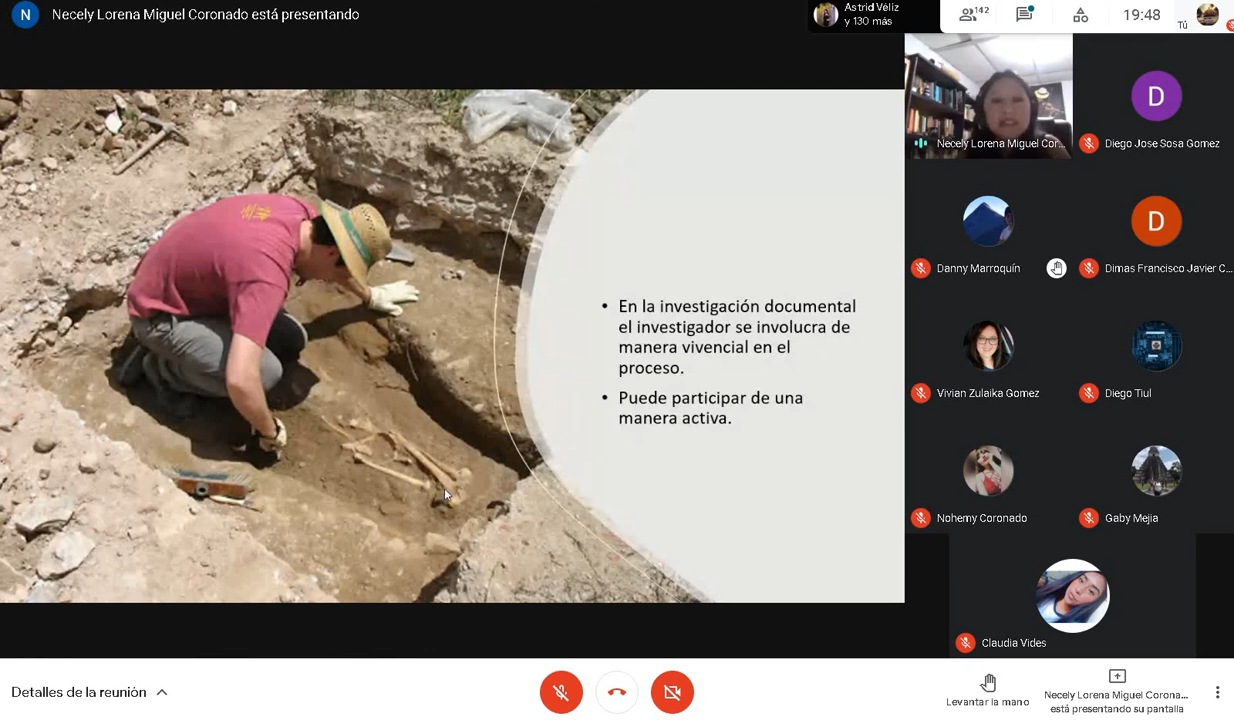 N
Necely Lorena Miguel Coronado está presentando
Astrid Véliz
y 130 más
142
19:48
Tú
• En la investigación documental
el investigador se involucra de
manera vivencial en el
proceso.
• Puede participar de una
manera activa.
Necely Lorena Miguel Cor...
D
Diego Jose Sosa Gomez
Danny Marroquín
D
Dimas Francisco Javier C...
Vivian Zulaika Gomez
Diego Tiul
Nohemy Coronado
Gaby Mejia
Claudia Vides
Detalles de la reunión
Levantar la mano
Necely Lorena Miguel Corona...
está presentando su pantalla